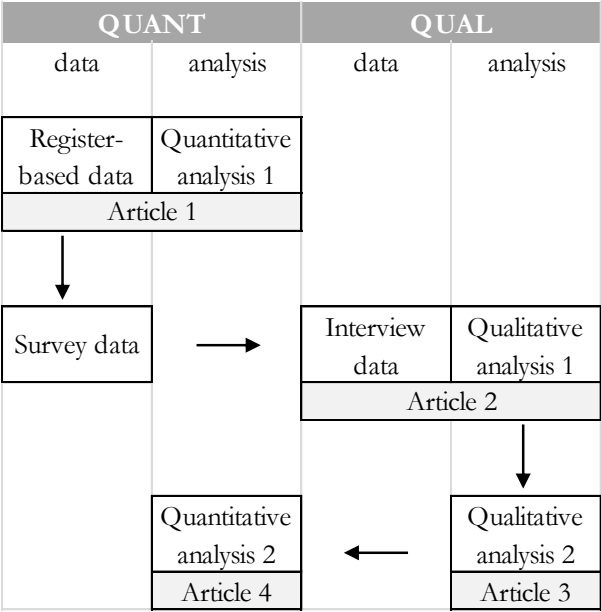 QUANT QUAL
data analysis data analysis
Register- Quantitative
based data analysis 1
Article 1
Survey data
Interview Qualitative
data analysis 1
Article 2
Quantitative Qualitative
analysis 2 analysis 2
Article 4 Article 3